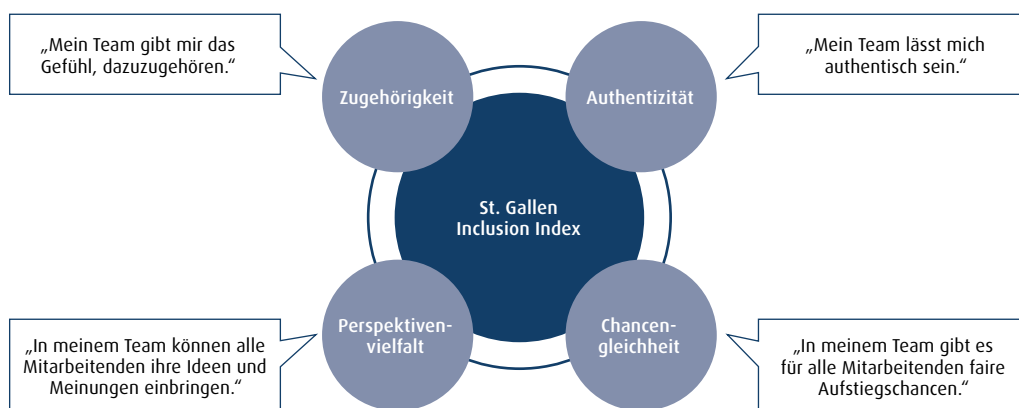 „Mein Team gibt mir das
Gefühl, dazuzugehören.“
Zugehörigkeit
Authentizität
„Mein Team lässt mich
authentisch sein.“
St. Gallen
Inclusion Index
„In meinem Team können alle
Mitarbeitenden ihre Ideen und
Meinungen einbringen.“
Perspektiven-
vielfalt
Chancen-
gleichheit
„In meinem Team gibt es
für alle Mitarbeitenden faire
Aufstiegschancen.“